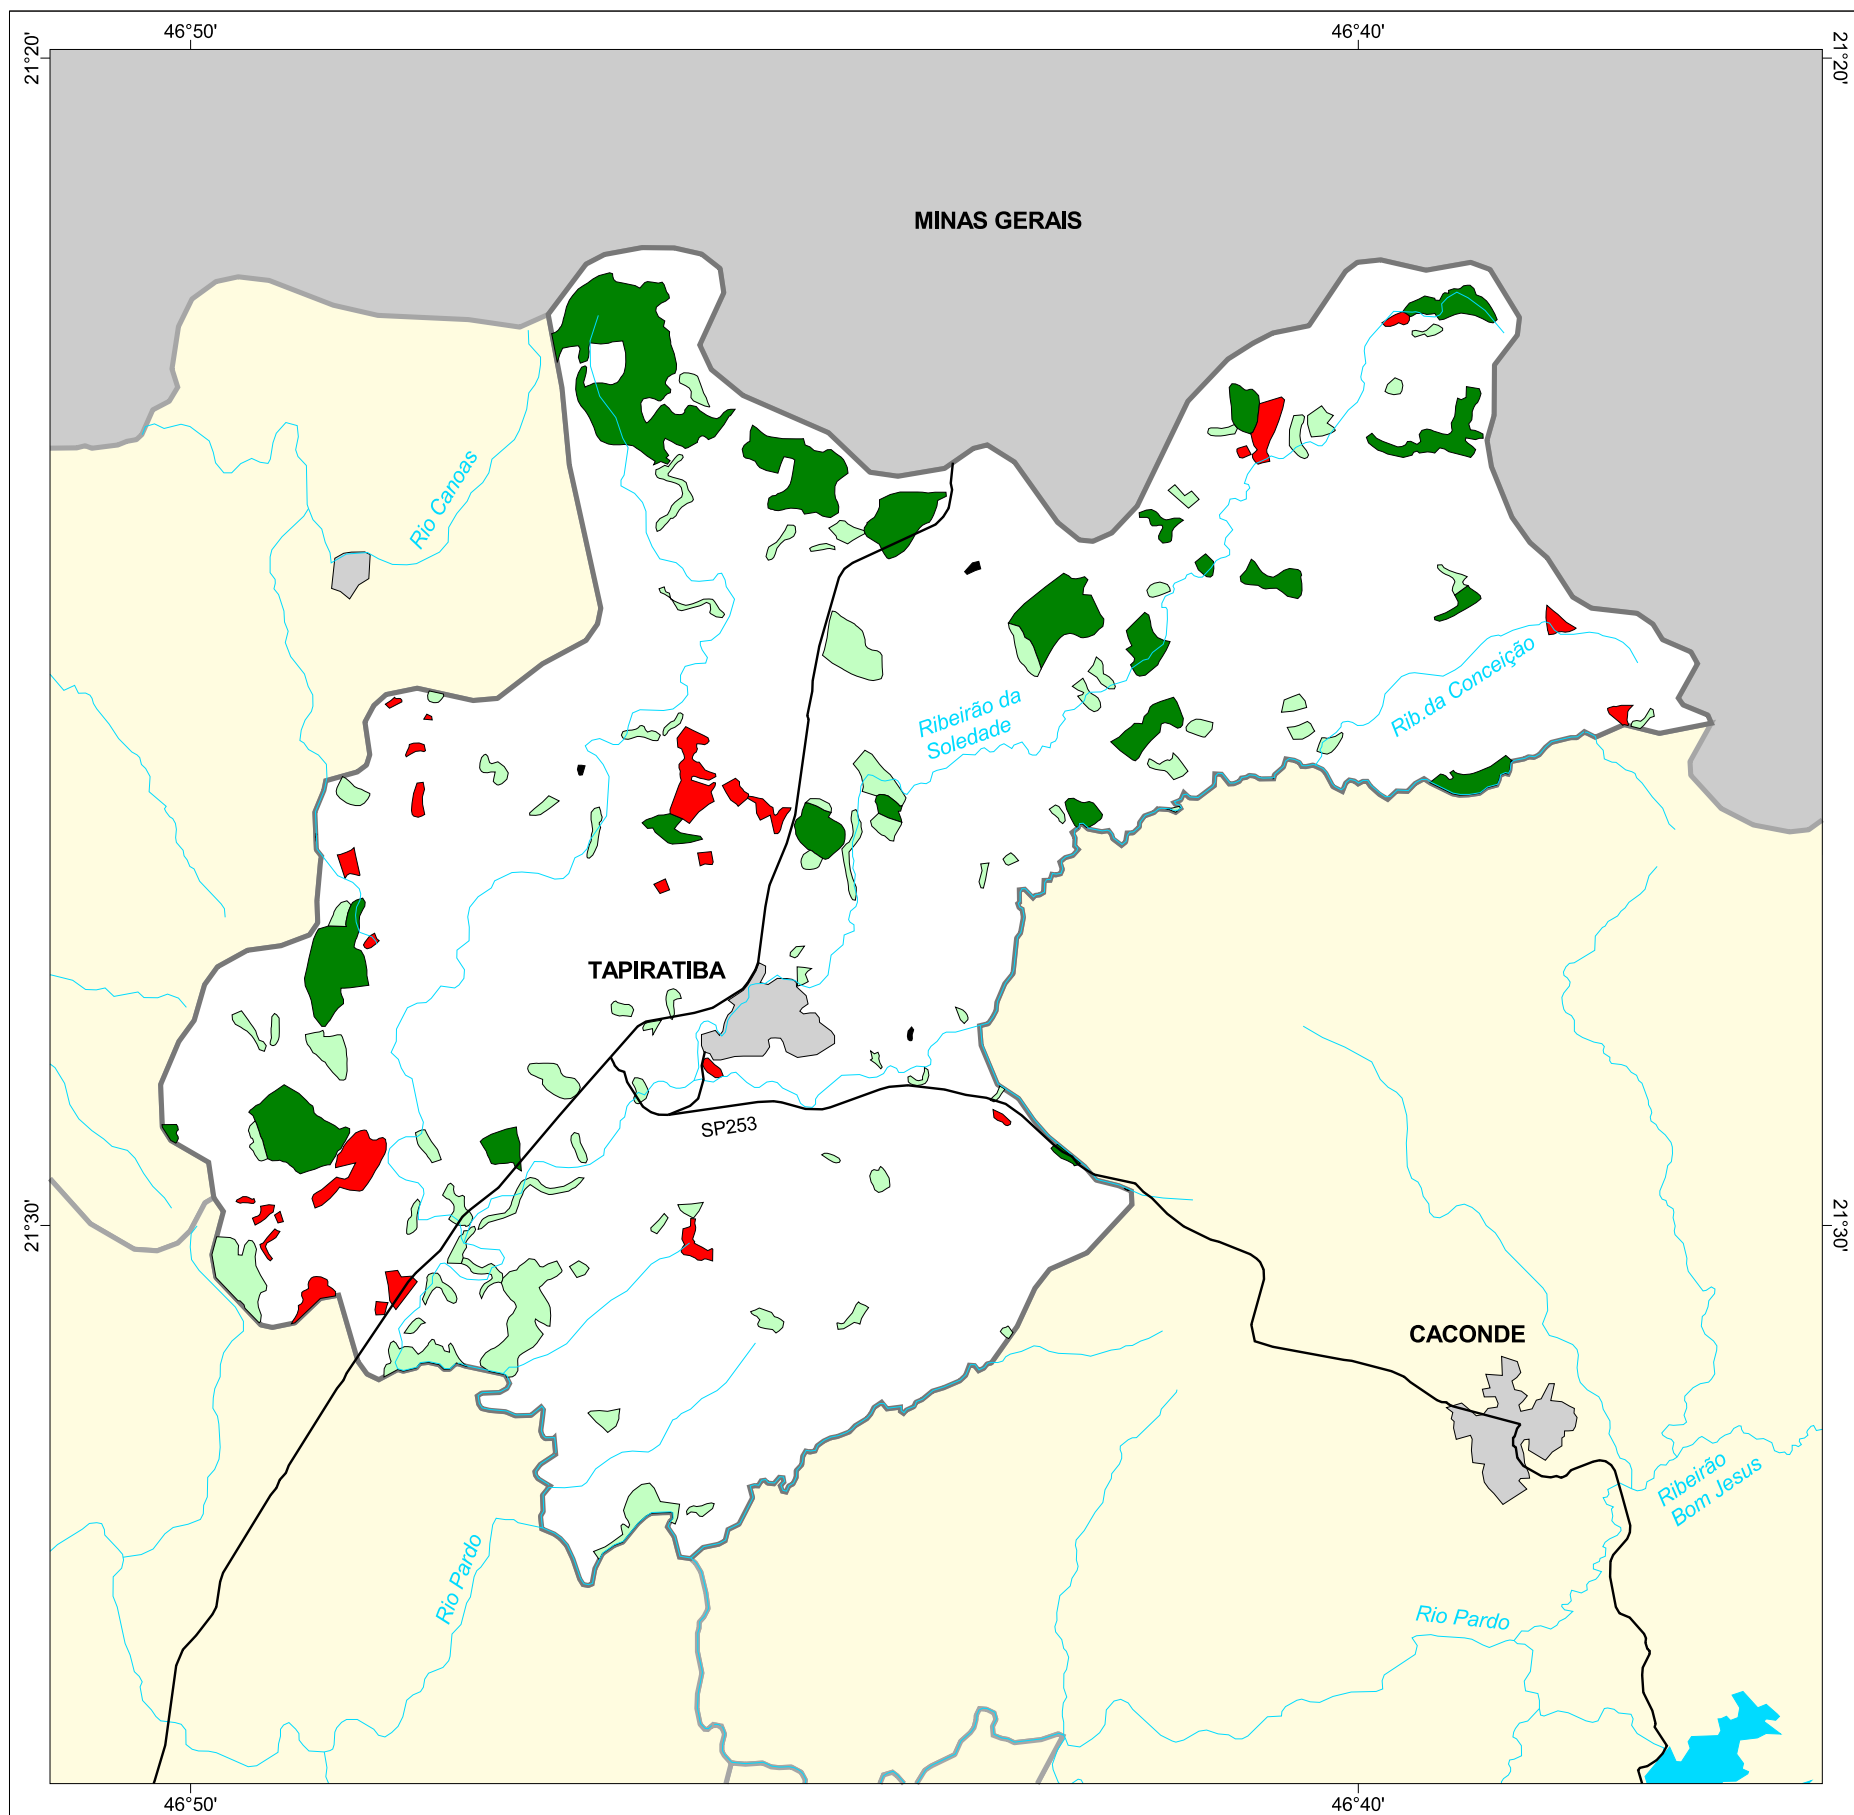 46°50'
46°40'
21°20'
21°20'
MINAS GERAIS
Rio Canoas
Ribeirão da
Soledade
Rib.da Conceição
TAPIRATIBA
SP253
21°30'
21°30'
CACONDE
Ribeirão
Bom Jesus
Rio Pardo
Rio Pardo
46°50'
46°40'